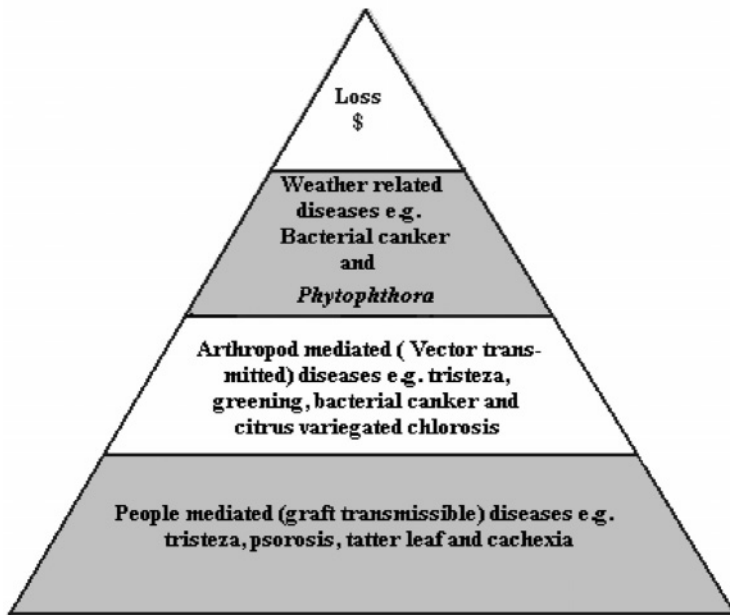 Loss
$
Weather related
diseases e.g.
Bacterial canker
and
Phytophthora
Arthropod mediated ( Vector trans-
mitted) diseases e.g. tristeza,
greening, bacterial canker and
citrus variegated chlorosis
People mediated (graft transmissible) diseases e.g.
tristeza, psorosis, tatter leaf and cachexia